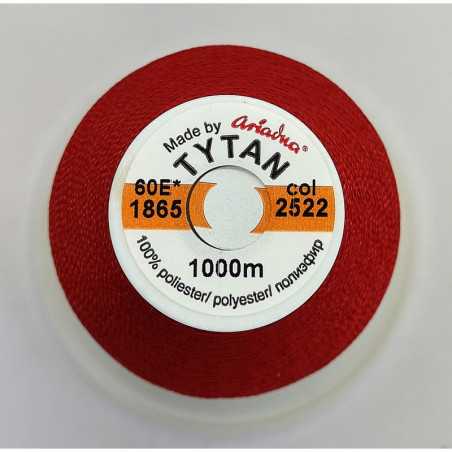 Made by Ariadna®
TYTAN
60E* col
1865 2522
1000m
100% poliester/ polyester/ полиэфир